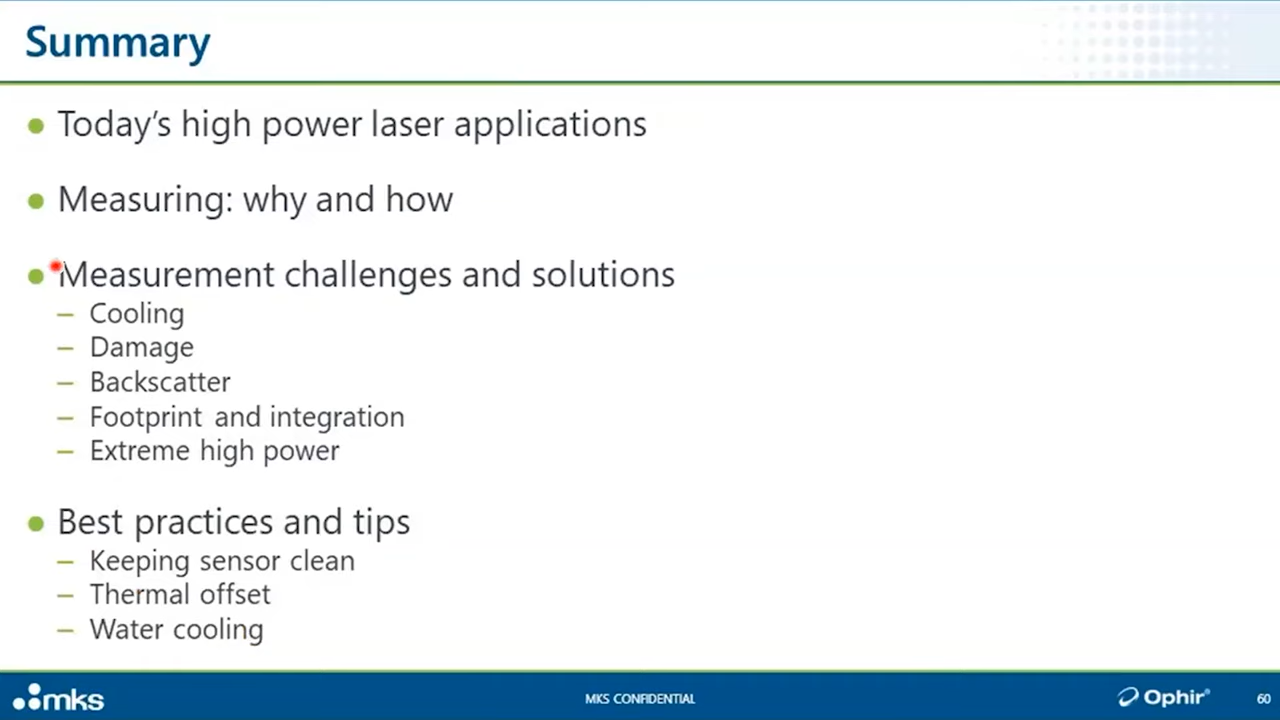 Summary
Today's high power laser applications
Measuring: why and how
Measurement challenges and solutions
– Cooling
– Damage
– Backscatter
– Footprint and integration
– Extreme high power
Best practices and tips
– Keeping sensor clean
– Thermal offset
– Water cooling
mks
MKS CONFIDENTIAL
Ophir®
60